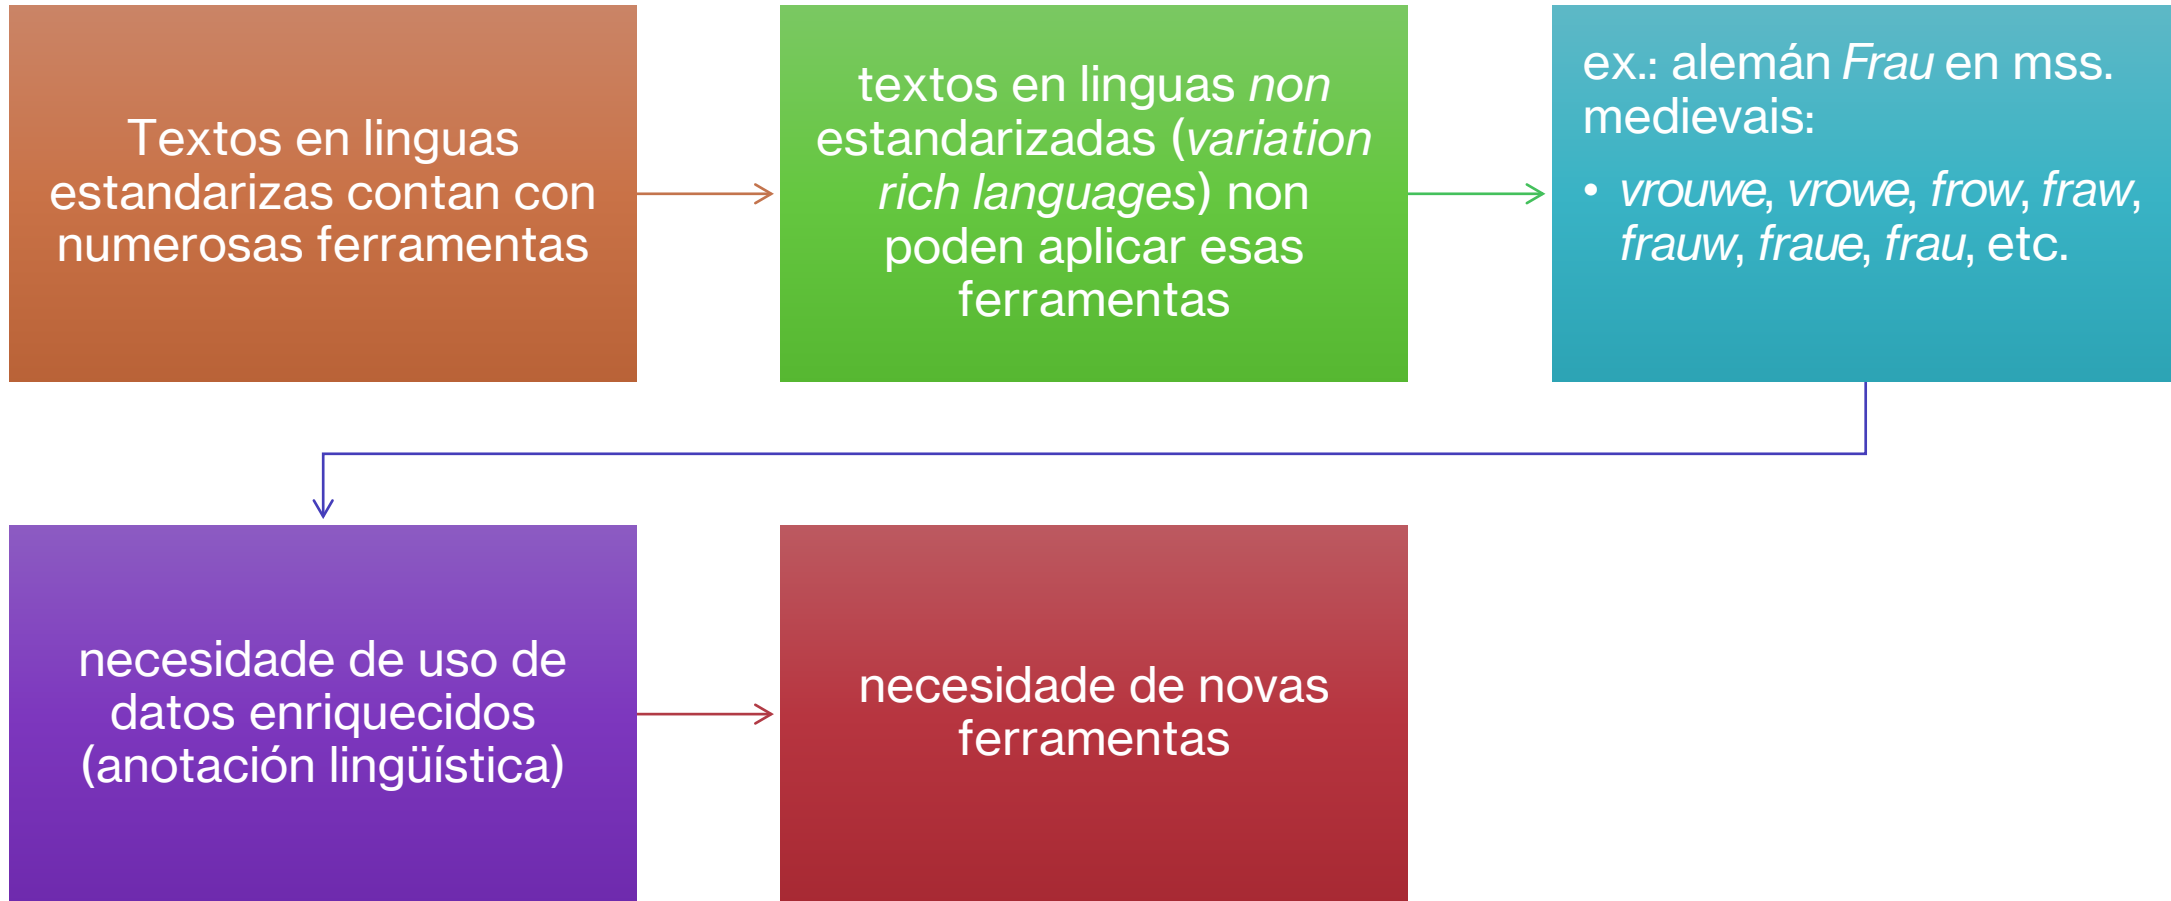 Textos en linguas
estandarizas contan con
numerosas ferramentas
textos en linguas non
estandarizadas (variation
rich languages) non
poden aplicar esas
ferramentas
ex.: alemán Frau en mss.
medievais:
• vrouwe, vrowe, frow, fraw,
frauw, fraue, frau, etc.
necesidade de uso de
datos enriquecidos
(anotación lingüística)
necesidade de novas
ferramentas